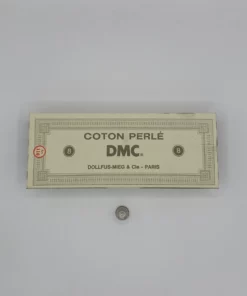 COTON PERLÉ
DMC
DOLLFUS-MIEG & Cie - PARIS